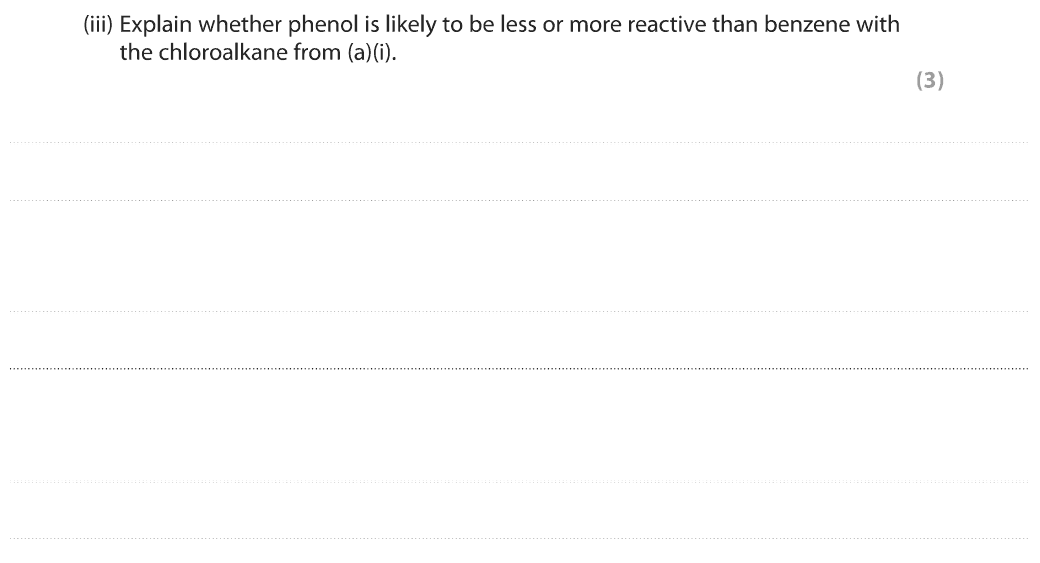 (iii) Explain whether phenol is likely to be less or more reactive than benzene with
the chloroalkane from (a)(i).
(3)